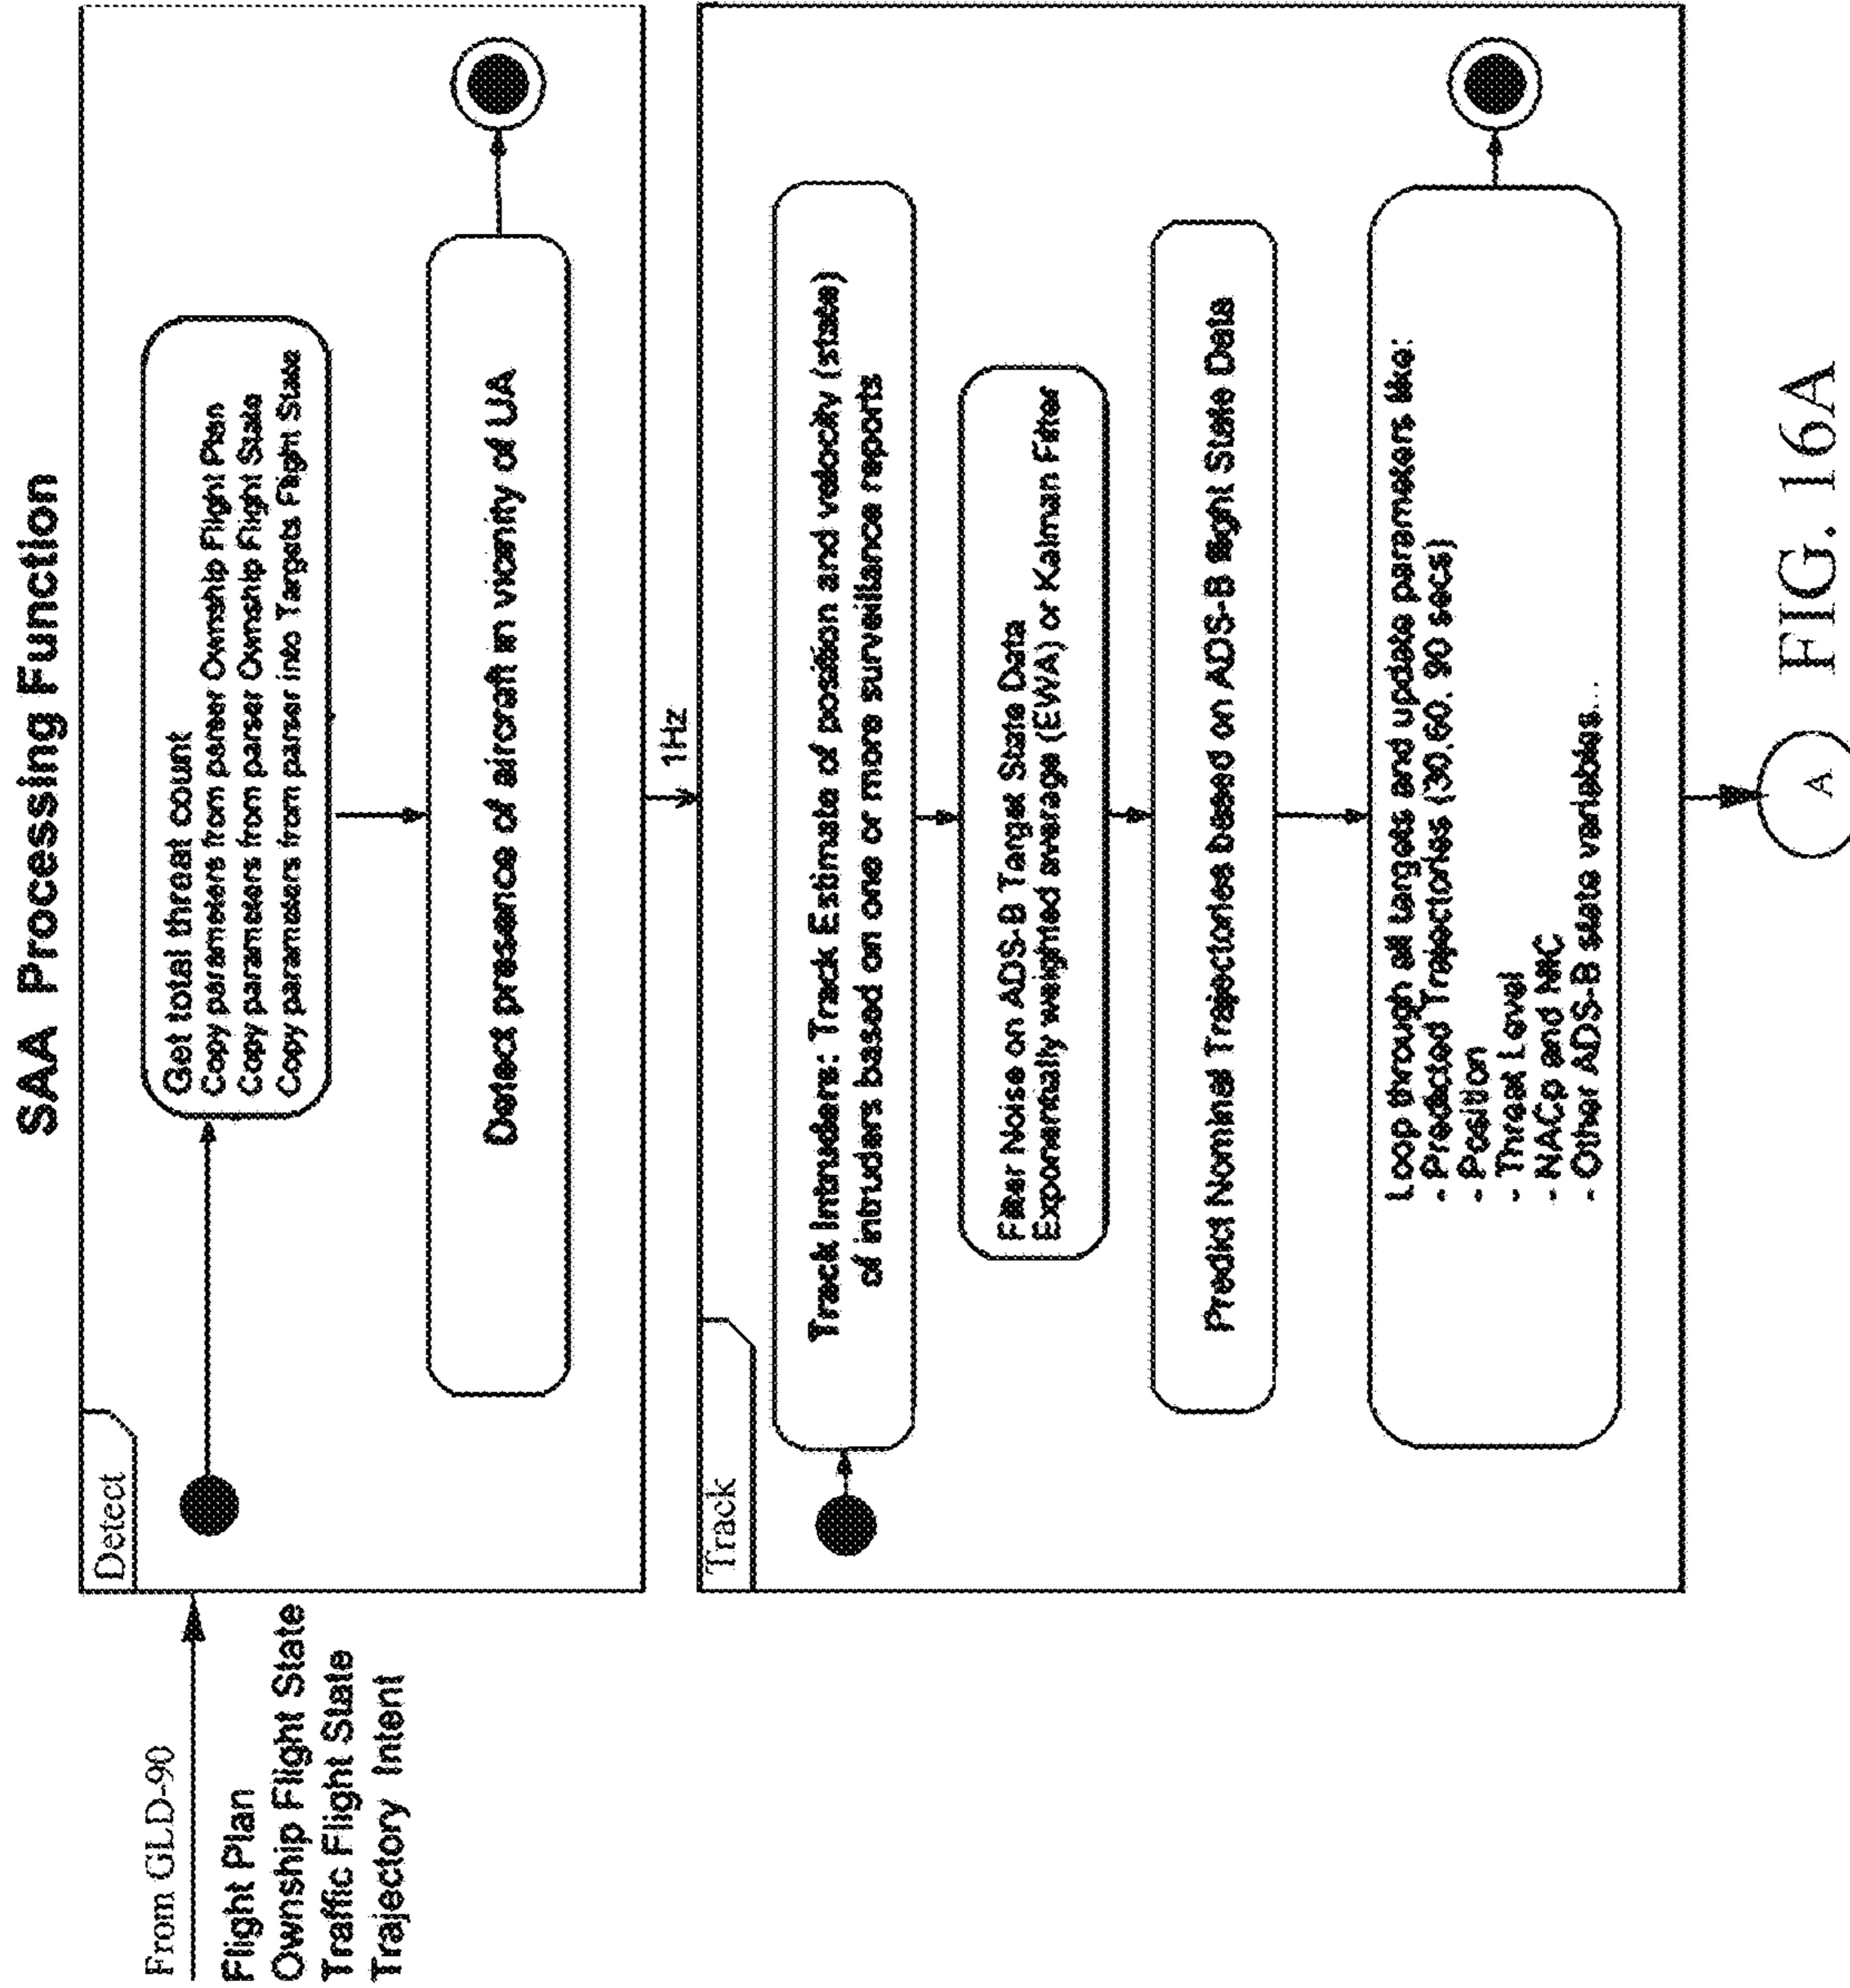 SAA Processing Function
From GLD-90
Flight Plan
Ownship Flight State
Traffic Flight State
Trajectory Intent
Detect
Get total threat count
Copy parameters from parser Ownship Flight Plan
Copy parameters from parser Ownship Flight State
Copy parameters from parser into Targets Flight State
Detect presence of aircraft in vicinity of UA
1Hz
Track
Track Intruders: Track Estimate of position and velocity (state)
of intruders based on one or more surveillance reports
Filter Noise on ADS-B Target State Data
Exponentially weighted average (EWA) or Kalman Filter
Predict Nominal Trajectories based on ADS-B flight State Data
Loop through all targets and update parameters like:
- Predicted Trajectories (30,60, 90 secs)
- Position
- Threat Level
- NACp and NIC
- Other ADS-B state variables...
A
FIG. 16A